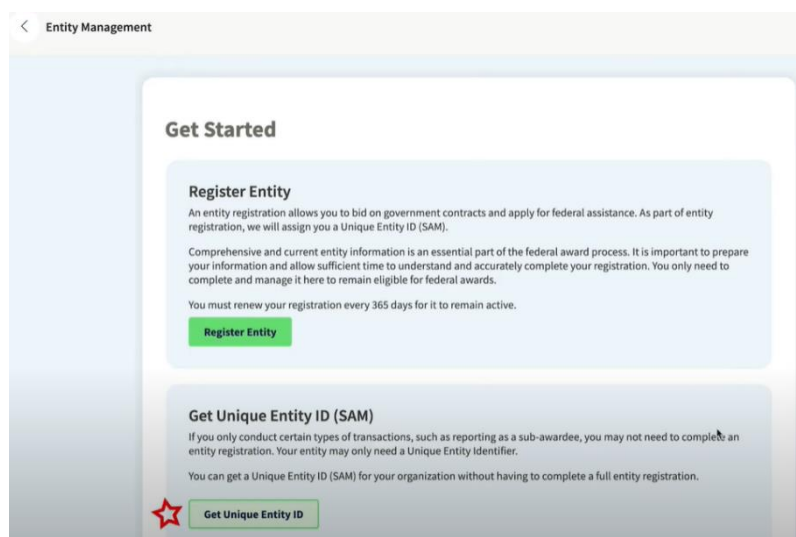 Entity Management
Get Started
Register Entity
An entity registration allows you to bid on government contracts and apply for federal assistance. As part of entity
registration, we will assign you a Unique Entity ID (SAM).
Comprehensive and current entity information is an essential part of the federal award process. It is important to prepare
your information and allow sufficient time to understand and accurately complete your registration. You only need to
complete and manage it here to remain eligible for federal awards.
You must renew your registration every 365 days for it to remain active.
Register Entity
Get Unique Entity ID (SAM)
If you only conduct certain types of transactions, such as reporting as a sub-awardee, you may not need to complete an
entity registration. Your entity may only need a Unique Entity Identifier.
You can get a Unique Entity ID (SAM) for your organization without having to complete a full entity registration.
Get Unique Entity ID